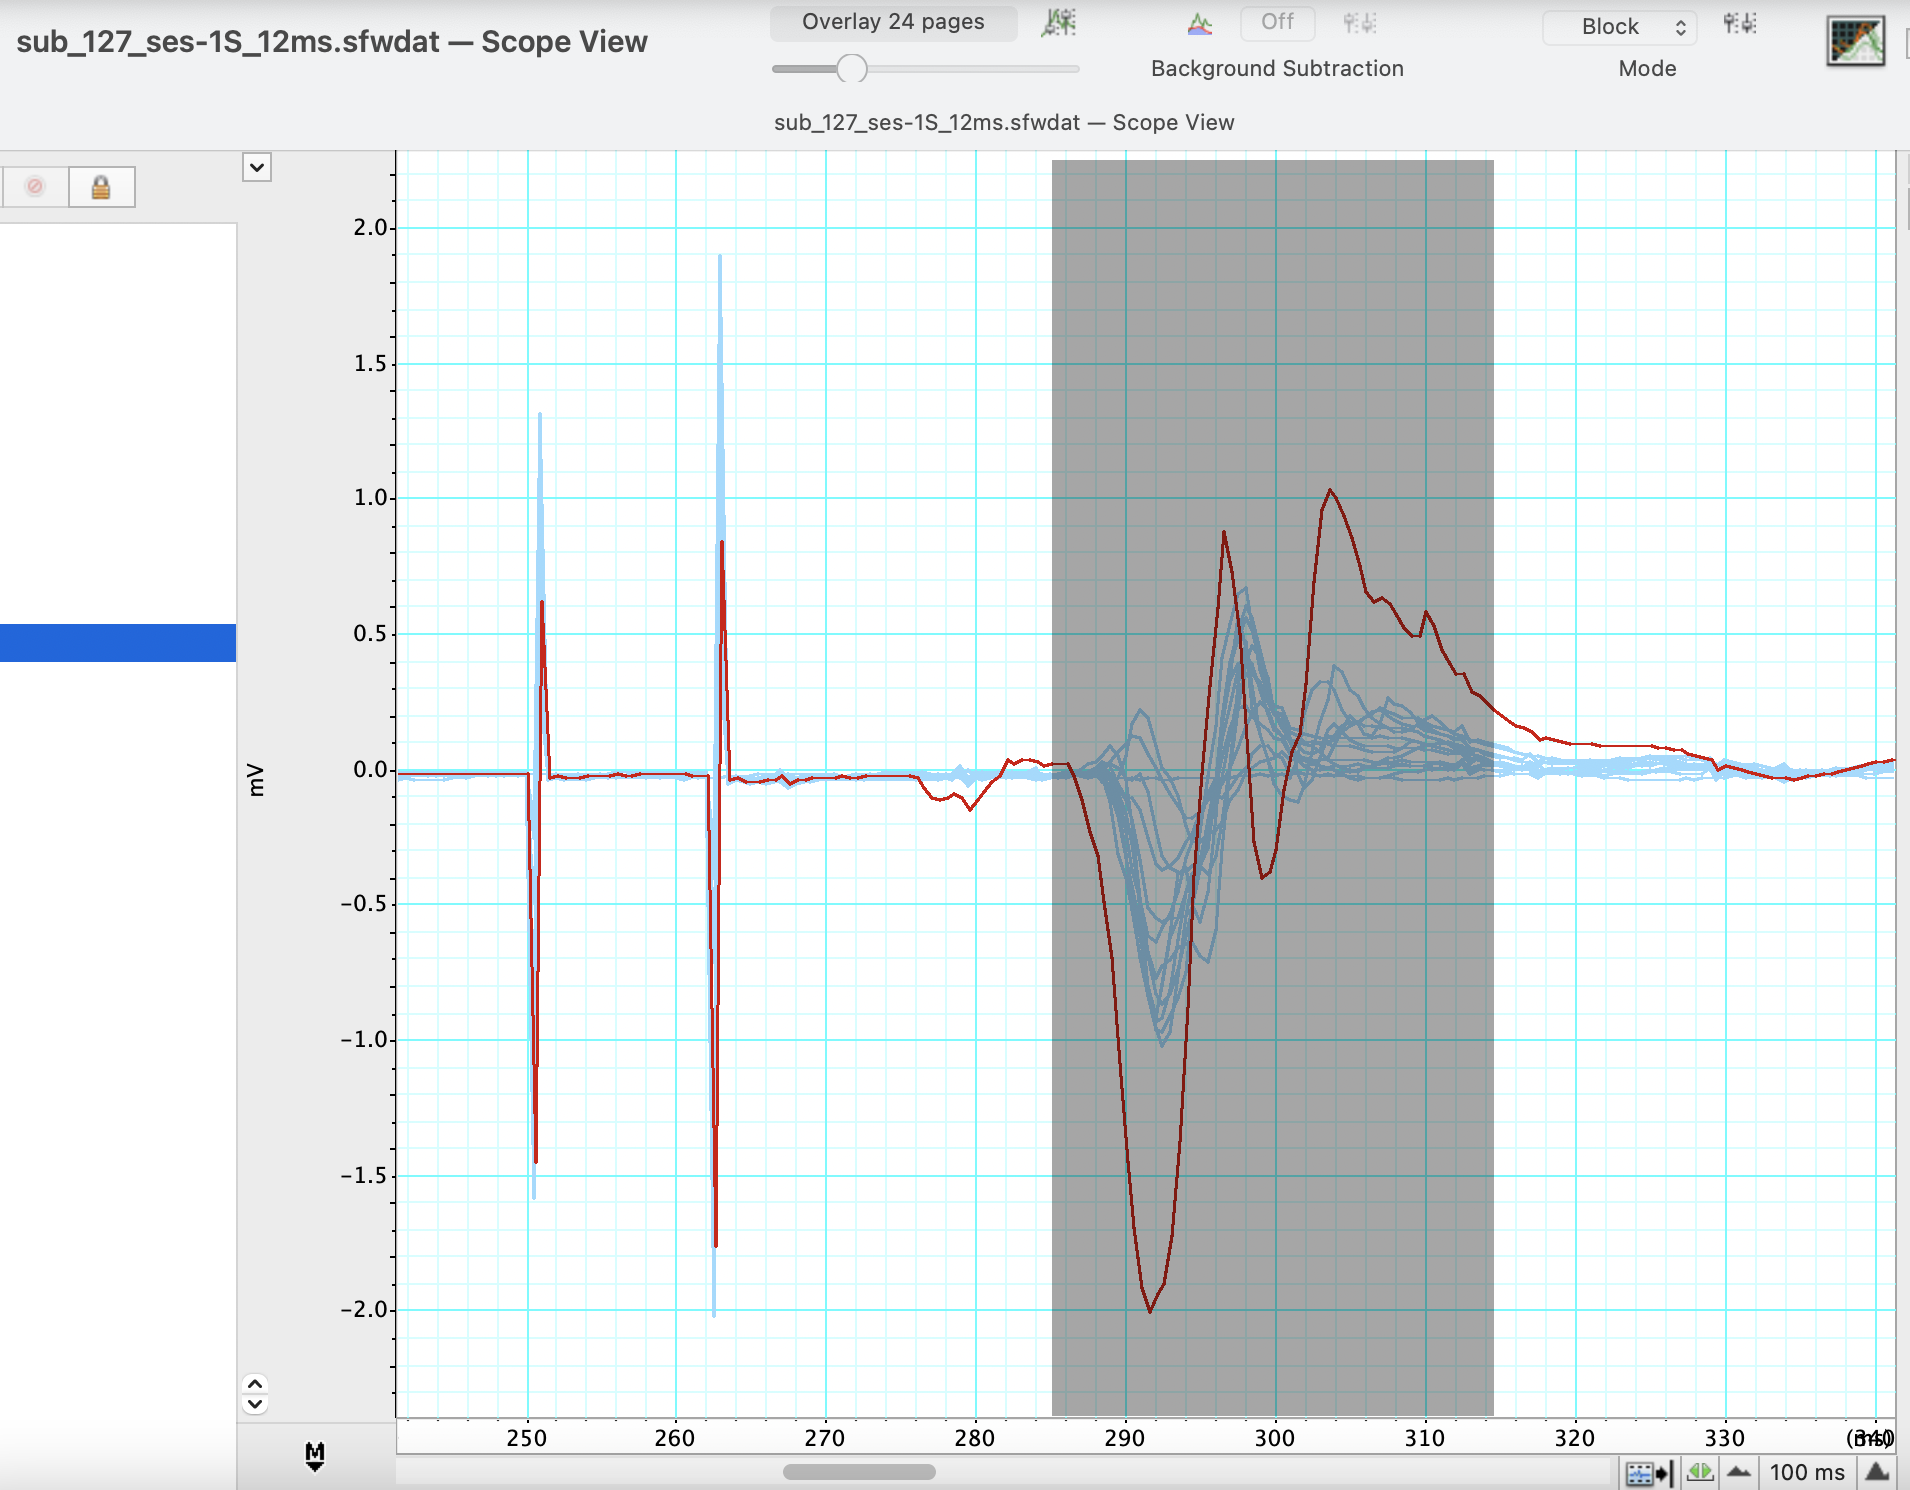 sub_127_ses-1S_12ms.sfwdat — Scope View
Overlay 24 pages
Off
Background Subtraction
Block
Mode
sub_127_ses-1S_12ms.sfwdat — Scope View
2.0
1.5
1.0
0.5
0.0
−0.5
−1.0
−1.5
−2.0
mV
M
250 260 270 280 290 300 310 320 330 340 (ms)
100 ms